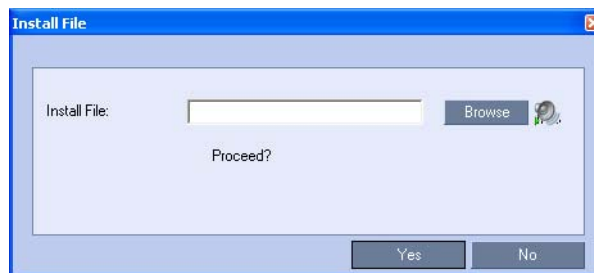 Install File
Install File:
Browse
Proceed?
Yes
No